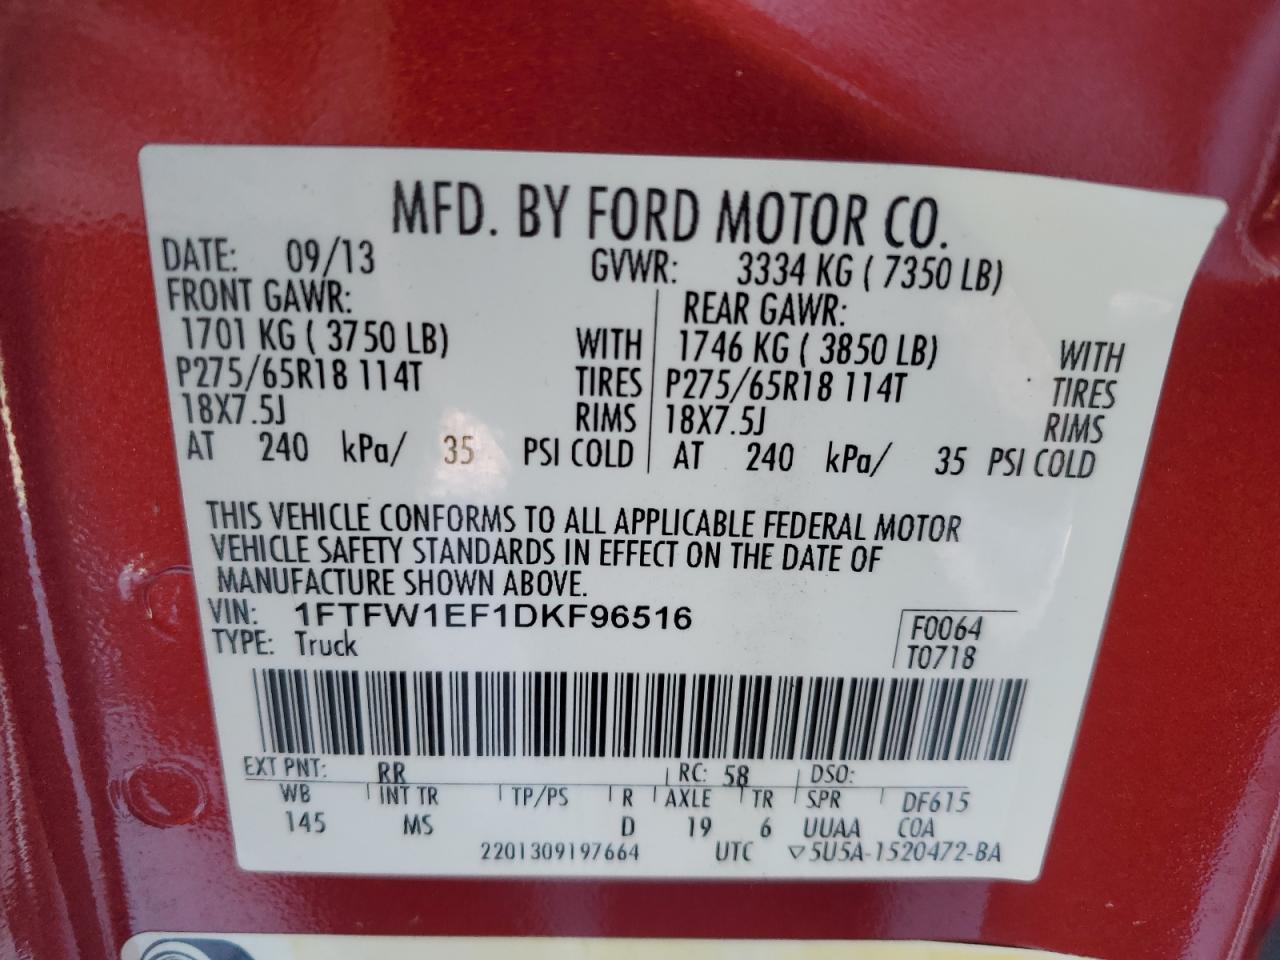 MFD. BY FORD MOTOR CO.
DATE: 09/13 GVWR: 3334 KG ( 7350 LB)
FRONT GAWR: REAR GAWR:
1701 KG ( 3750 LB) WITH 1746 KG ( 3850 LB) WITH
P275/65R18 114T TIRES P275/65R18 114T TIRES
18X7.5J RIMS 18X7.5J RIMS
AT 240 kPa/ 35 PSI COLD AT 240 kPa/ 35 PSI COLD
THIS VEHICLE CONFORMS TO ALL APPLICABLE FEDERAL MOTOR
VEHICLE SAFETY STANDARDS IN EFFECT ON THE DATE OF
MANUFACTURE SHOWN ABOVE.
VIN: 1FTFW1EF1DKF96516 F0064
TYPE: Truck T0718
EXT PNT: RR RC: 58 DSO:
WB INT TR TP/PS R AXLE TR SPR DF615
145 MS D 19 6 UUAA COA
2201309197664 UTC ▽5U5A-1520472-BA